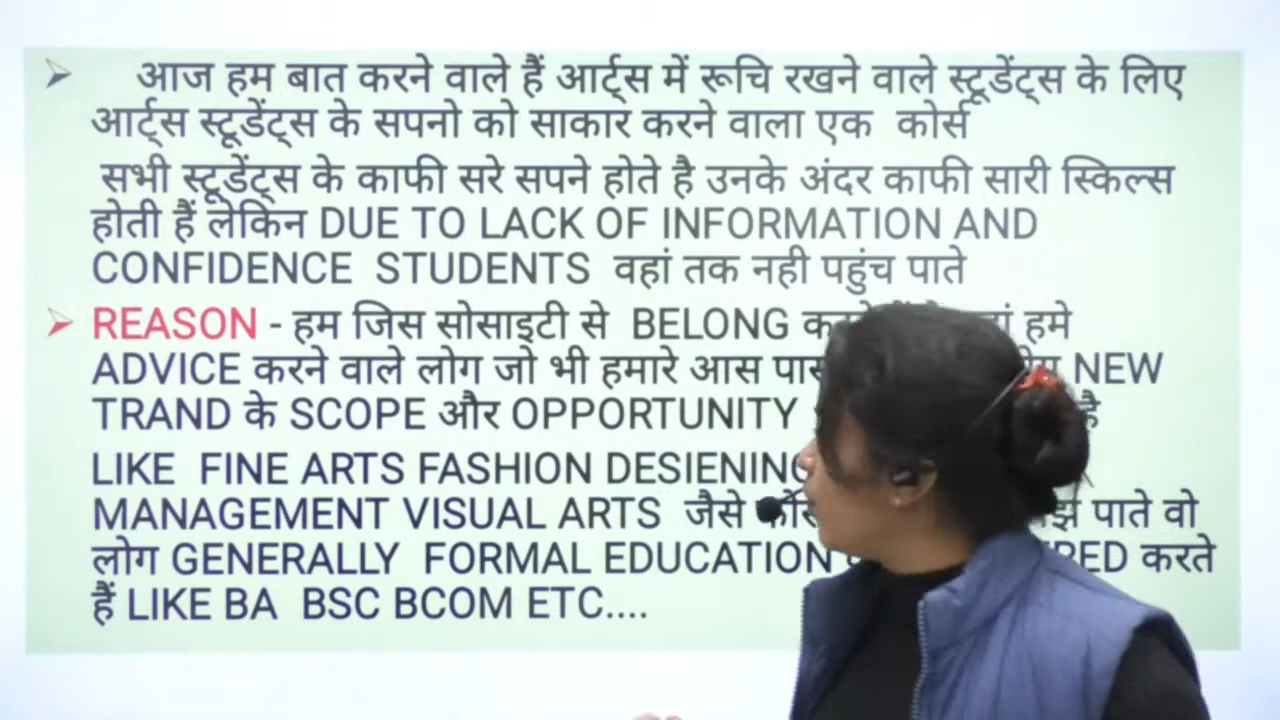 आज हम बात करने वाले हैं आर्ट्स में रूचि रखने वाले स्टूडेंट्स के लिए
आर्ट्स स्टूडेंट्स के सपनो को साकार करने वाला एक कोर्स
सभी स्टूडेंट्स के काफी सरे सपने होते है उनके अंदर काफी सारी स्किल्स
होती हैं लेकिन DUE TO LACK OF INFORMATION AND
CONFIDENCE STUDENTS वहां तक नही पहुंच पाते
REASON - हम जिस सोसाइटी से BELONG हमे
ADVICE करने वाले लोग जो भी हमारे आस NEW
TRAND के SCOPE और OPPORTUNITY है
LIKE FINE ARTS FASHION DESIENING
MANAGEMENT VISUAL ARTS जैसे पाते वो
लोग GENERALLY FORMAL EDUCATION करते
हैं LIKE BA BSC BCOM ETC....